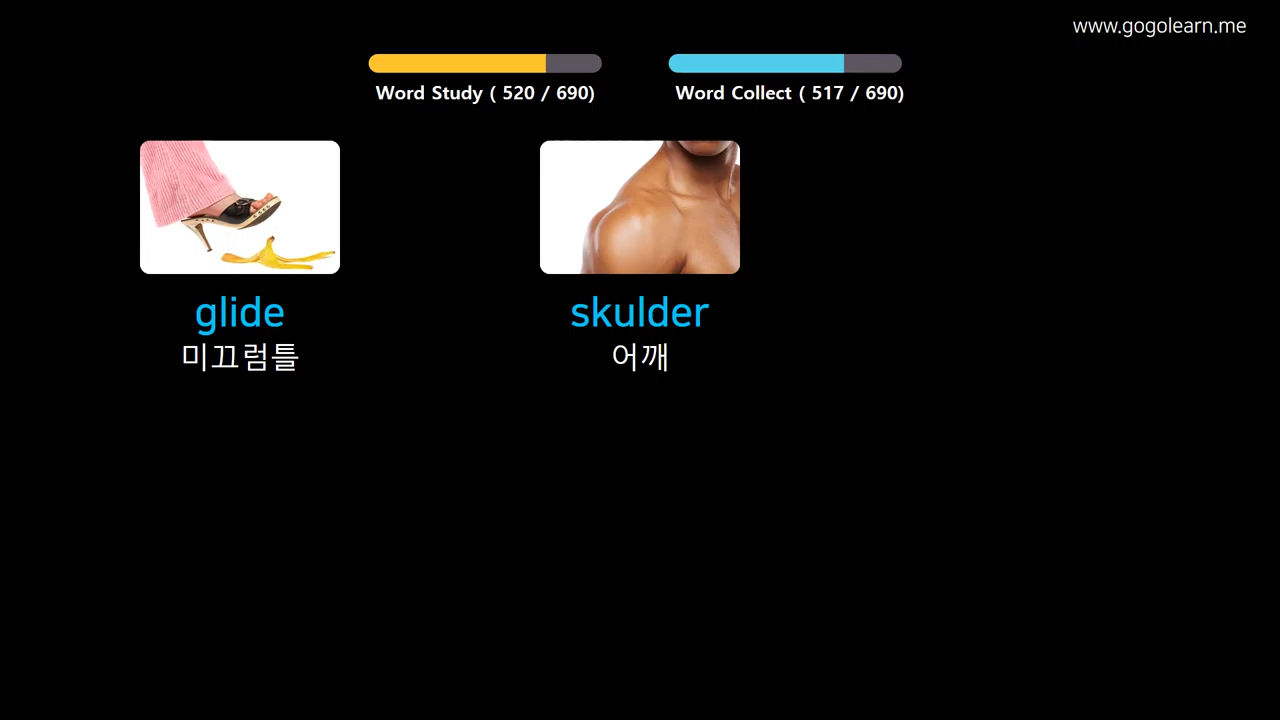 www.gogolearn.me
Word Study ( 520 / 690)
Word Collect ( 517 / 690)
glide
미끄럼틀
skulder
어깨